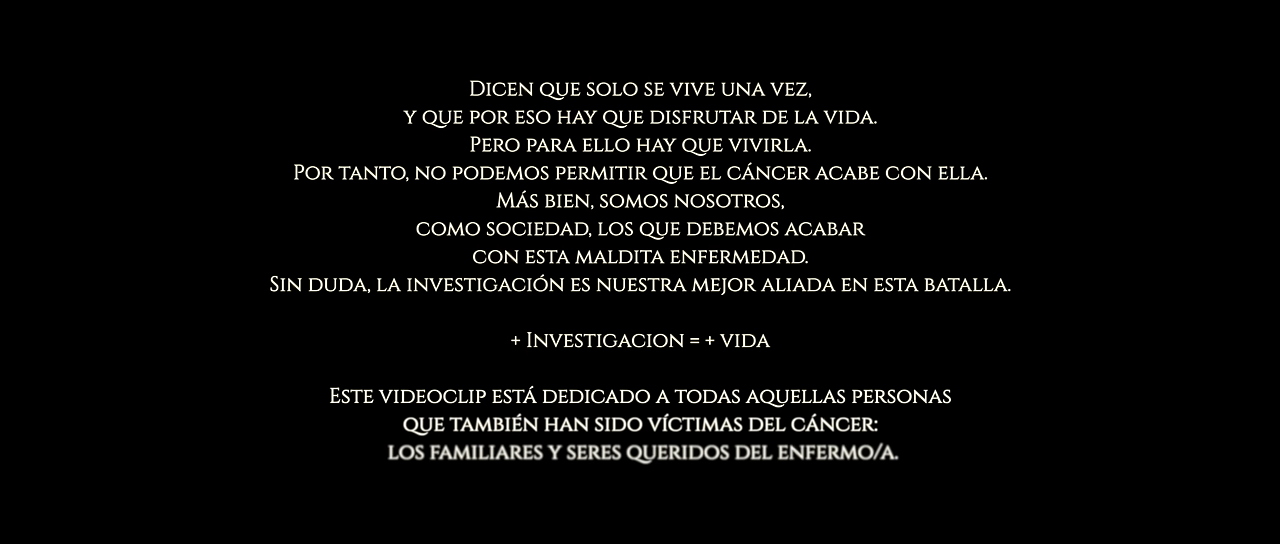 Dicen que solo se vive una vez,
y que por eso hay que disfrutar de la vida.
Pero para ello hay que vivirla.
Por tanto, no podemos permitir que el cáncer acabe con ella.
Más bien, somos nosotros,
como sociedad, los que debemos acabar
con esta maldita enfermedad.
Sin duda, la investigación es nuestra mejor aliada en esta batalla.
+ Investigacion = + vida
Este videoclip está dedicado a todas aquellas personas
que también han sido víctimas del cáncer:
los familiares y seres queridos del enfermo/a.